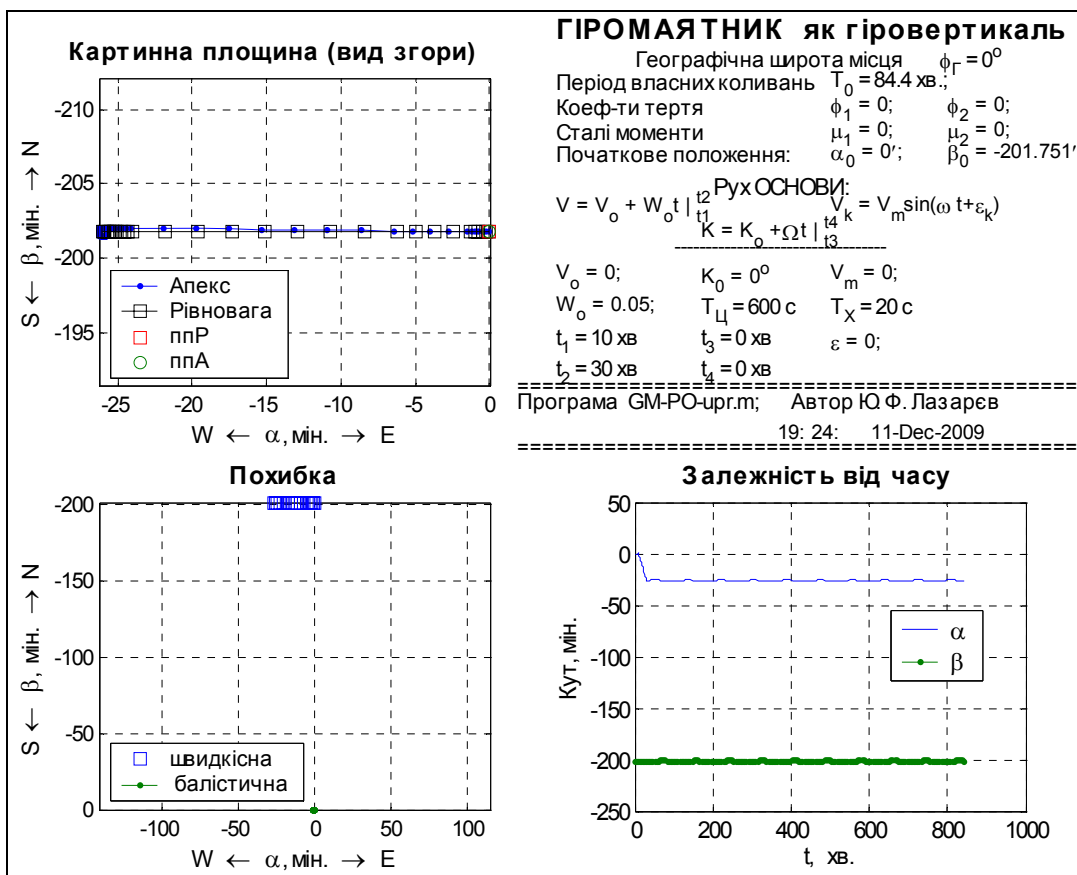 Картинна площина (вид згори)
S ← β, мін. → N
-210
-205
-200
-195
Апекс
Рівновага
ппР
ппА
-25 -20 -15 -10 -5 0
W ← α, мін. → E
ГІРОМАЯТНИК як гіровертикаль
Географічна широта місця ϕГ = 0º
Період власних коливань T0 = 84.4 хв.;
Коеф-ти тертя ϕ1 = 0; ϕ2 = 0;
Сталі моменти μ1 = 0; μ2 = 0;
Початкове положення: α0 = 0′; β0 = -201.751′
Рух ОСНОВИ:
V = Vo + Wo t | t2 t1 Vk = Vm sin(ω t+εk)
K = Ko +Ωt | t4 t3
------------------------------
Vo = 0; K0 = 0º Vm = 0;
Wo = 0.05; TЦ = 600 с TX = 20 с
t1 = 10 хв t3 = 0 хв ε = 0;
t2 = 30 хв t4 = 0 хв
==============================================
Програма GM-PO-upr.m; Автор Ю.Ф. Лазарєв
19: 24: 11-Dec-2009
==============================================
Похибка
S ← β, мін. → N
-200
-150
-100
-50
0
швидкісна
балістична
-100 -50 0 50 100
W ← α, мін. → E
Залежність від часу
Кут, мін.
50
0
-50
-100
-150
-200
-250
α
β
0 200 400 600 800 1000
t, хв.